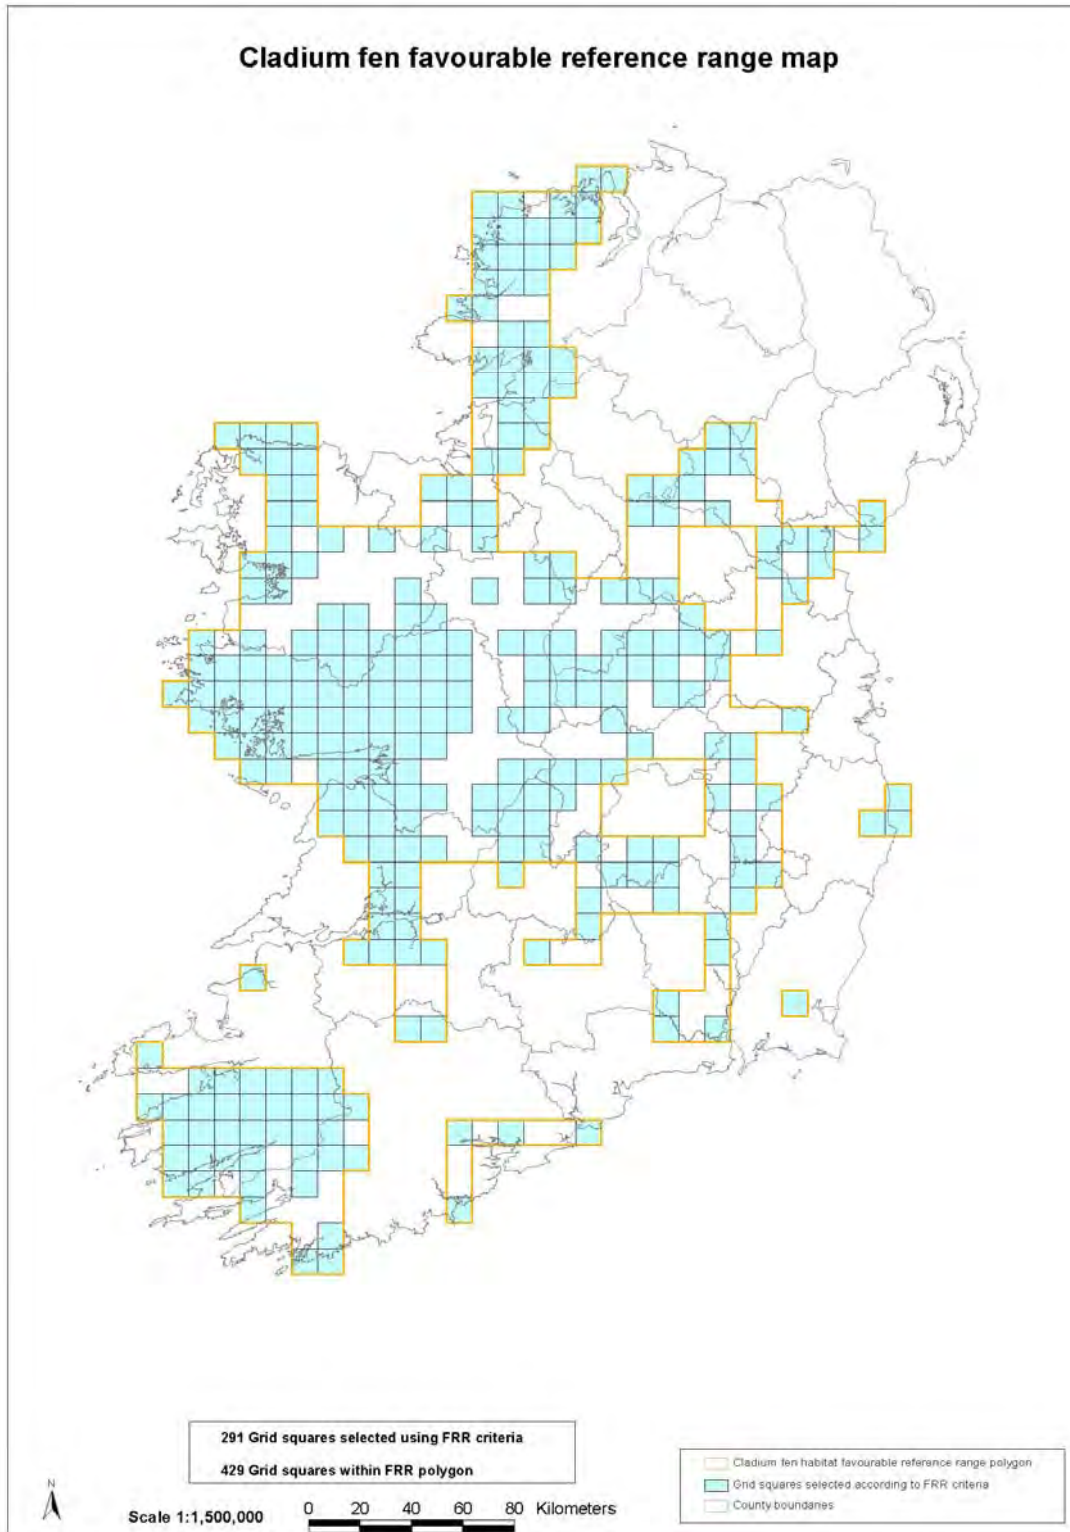 Cladium fen favourable reference range map
291 Grid squares selected using FRR criteria
429 Grid squares within FRR polygon
N
Scale 1:1,500,000
0 20 40 60 80 Kilometers
Cladium fen habitat favourable reference range polygon
Grid squares selected according to FRR criteria
County boundaries